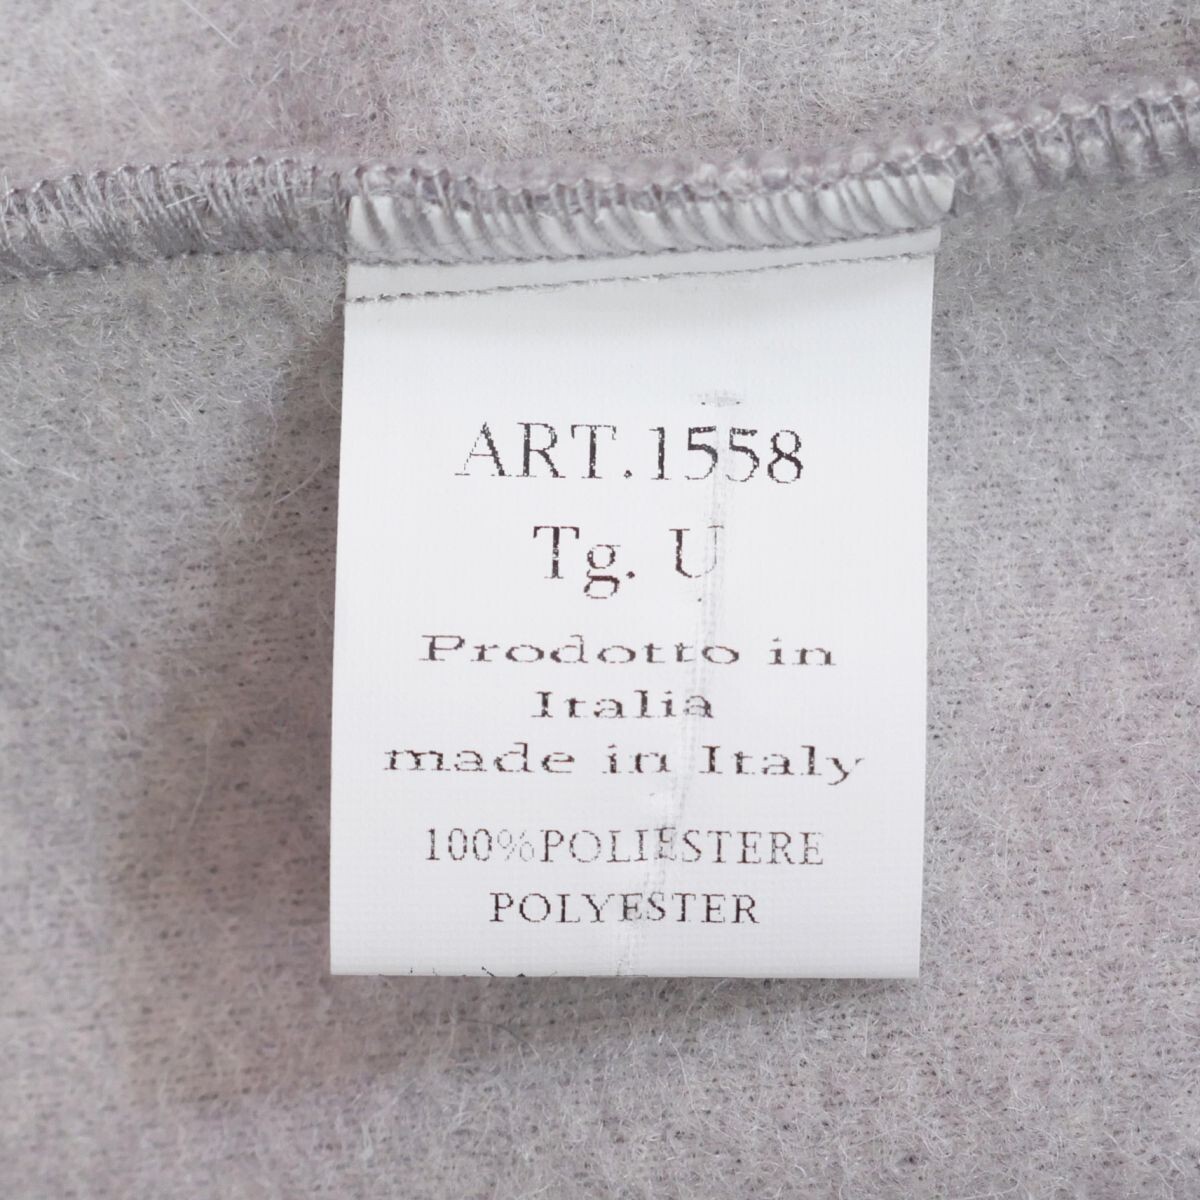 ART.1558
Tg. U
Prodotto in
Italia
made in Italy
100%POLIESTERE
POLYESTER